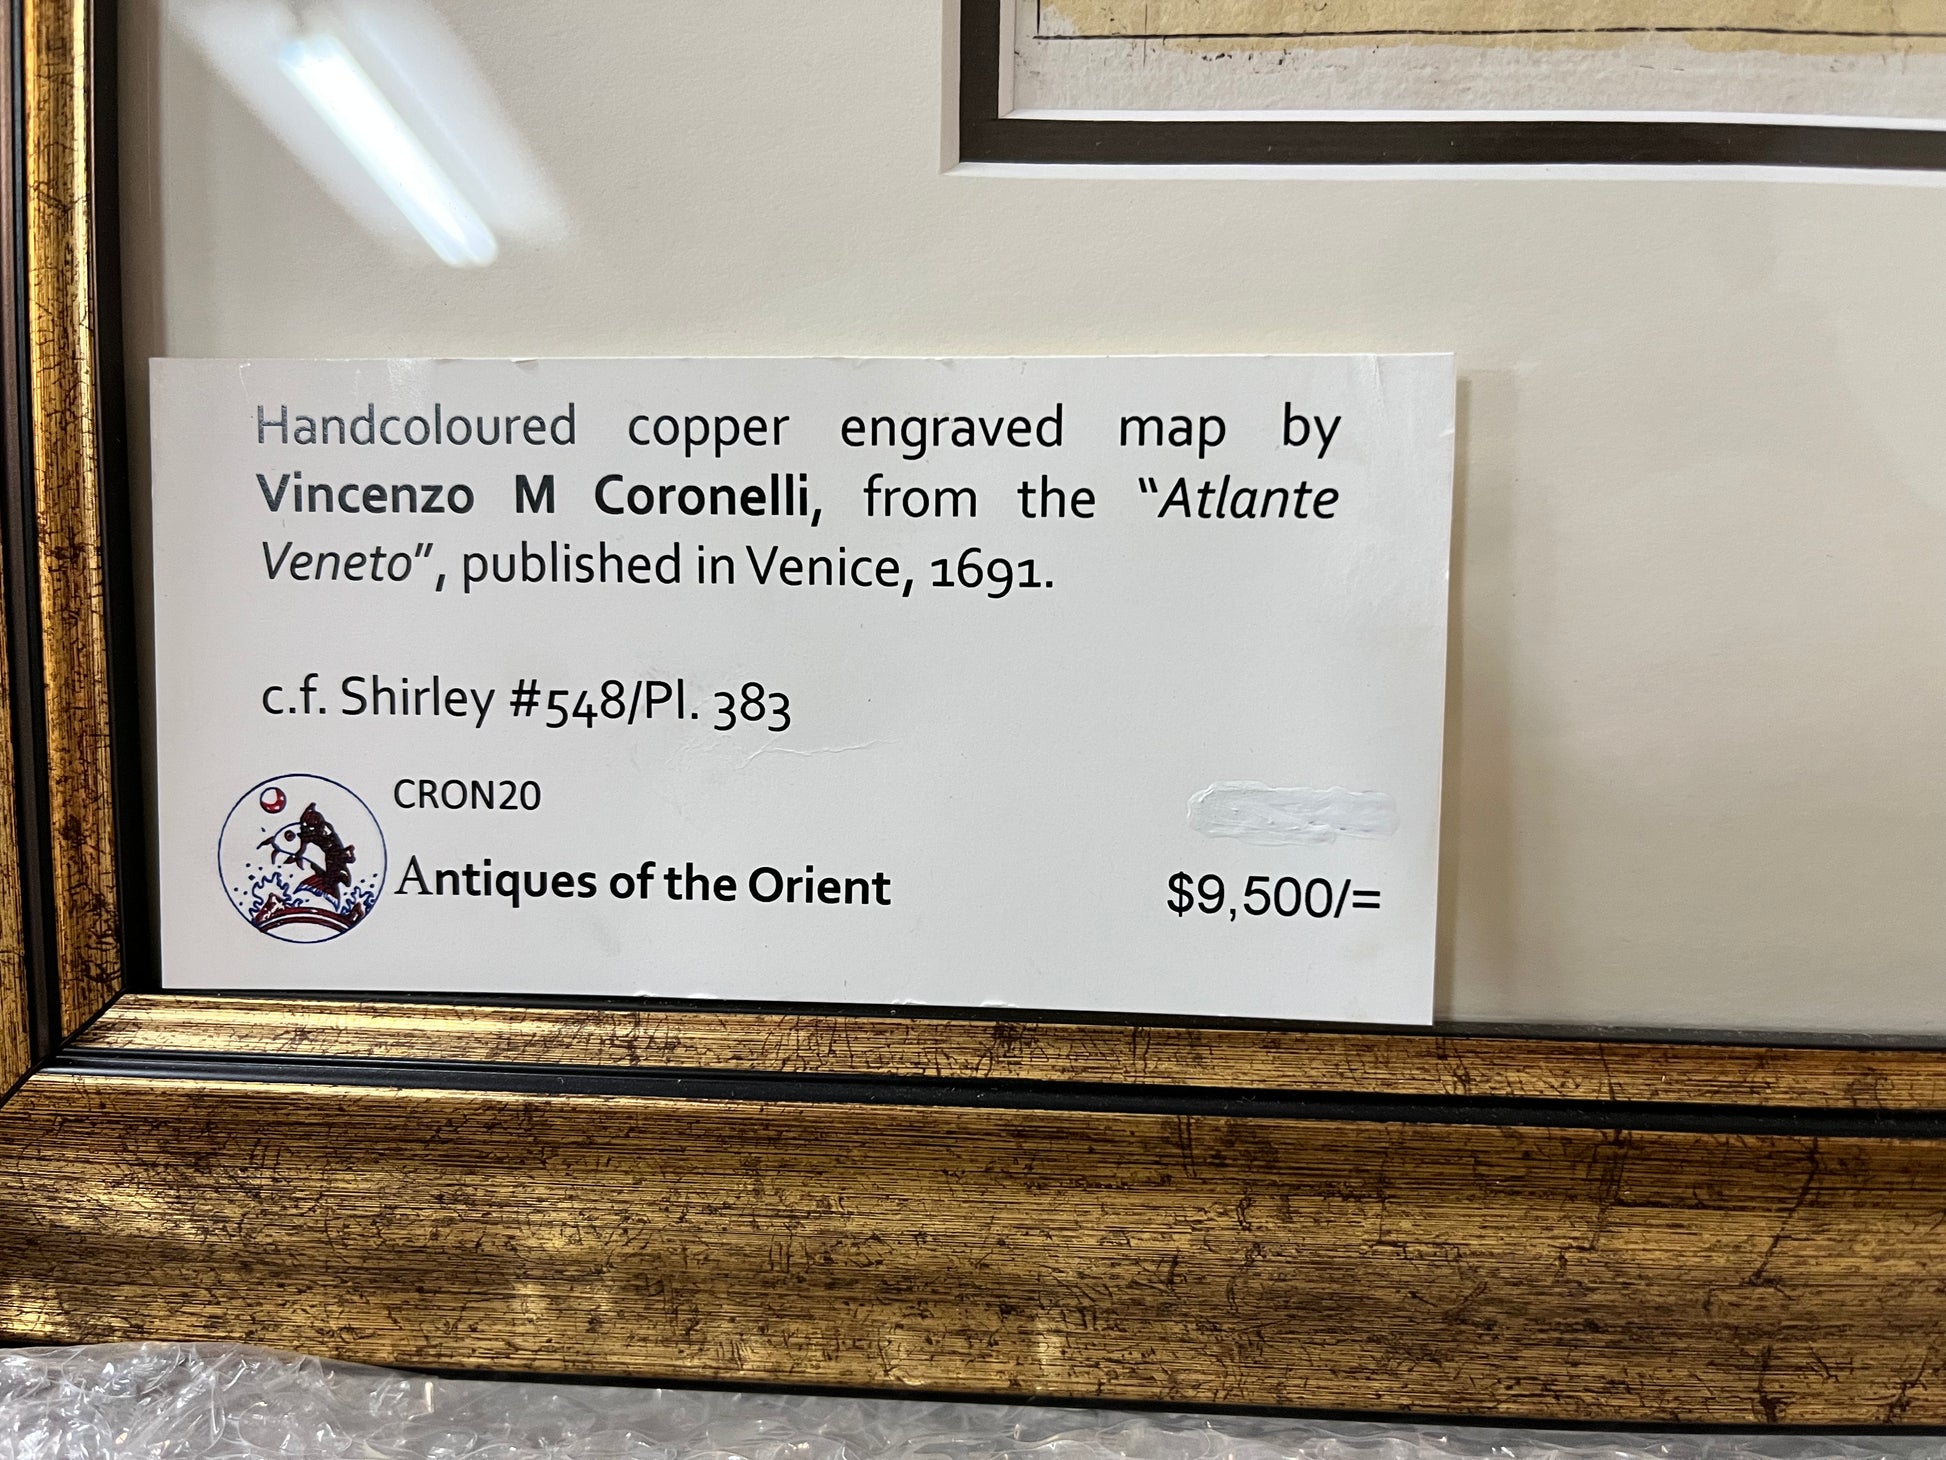 Handcoloured copper engraved map by
Vincenzo M Coronelli, from the “Atlante
Veneto”, published in Venice, 1691.
c.f. Shirley #548/Pl. 383
CRON20
Antiques of the Orient
$9,500/=